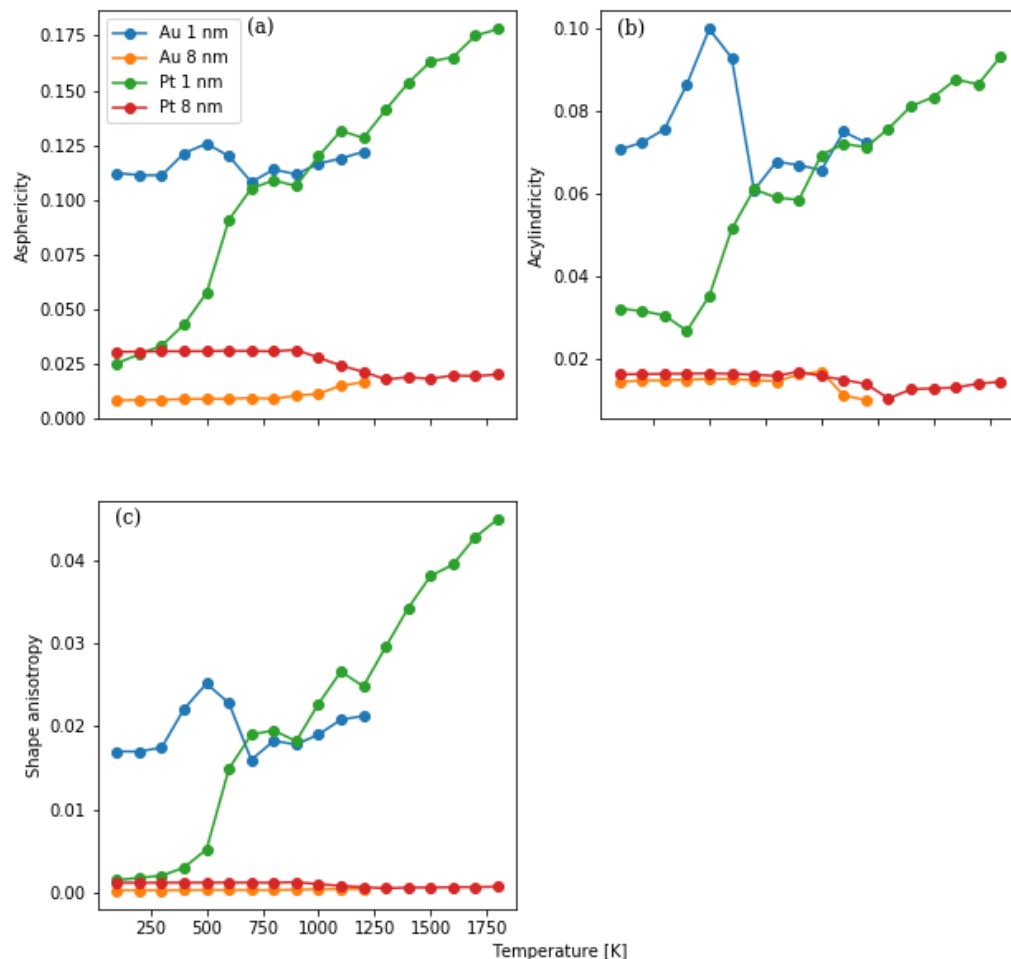 (a)
Au 1 nm
Au 8 nm
Pt 1 nm
Pt 8 nm
0.175
0.150
0.125
0.100
0.075
0.050
0.025
0.000
Asphericity
(b)
0.10
0.08
0.06
0.04
0.02
Acylindricity
(c)
0.04
0.03
0.02
0.01
0.00
Shape anisotropy
250 500 750 1000 1250 1500 1750
Temperature [K]